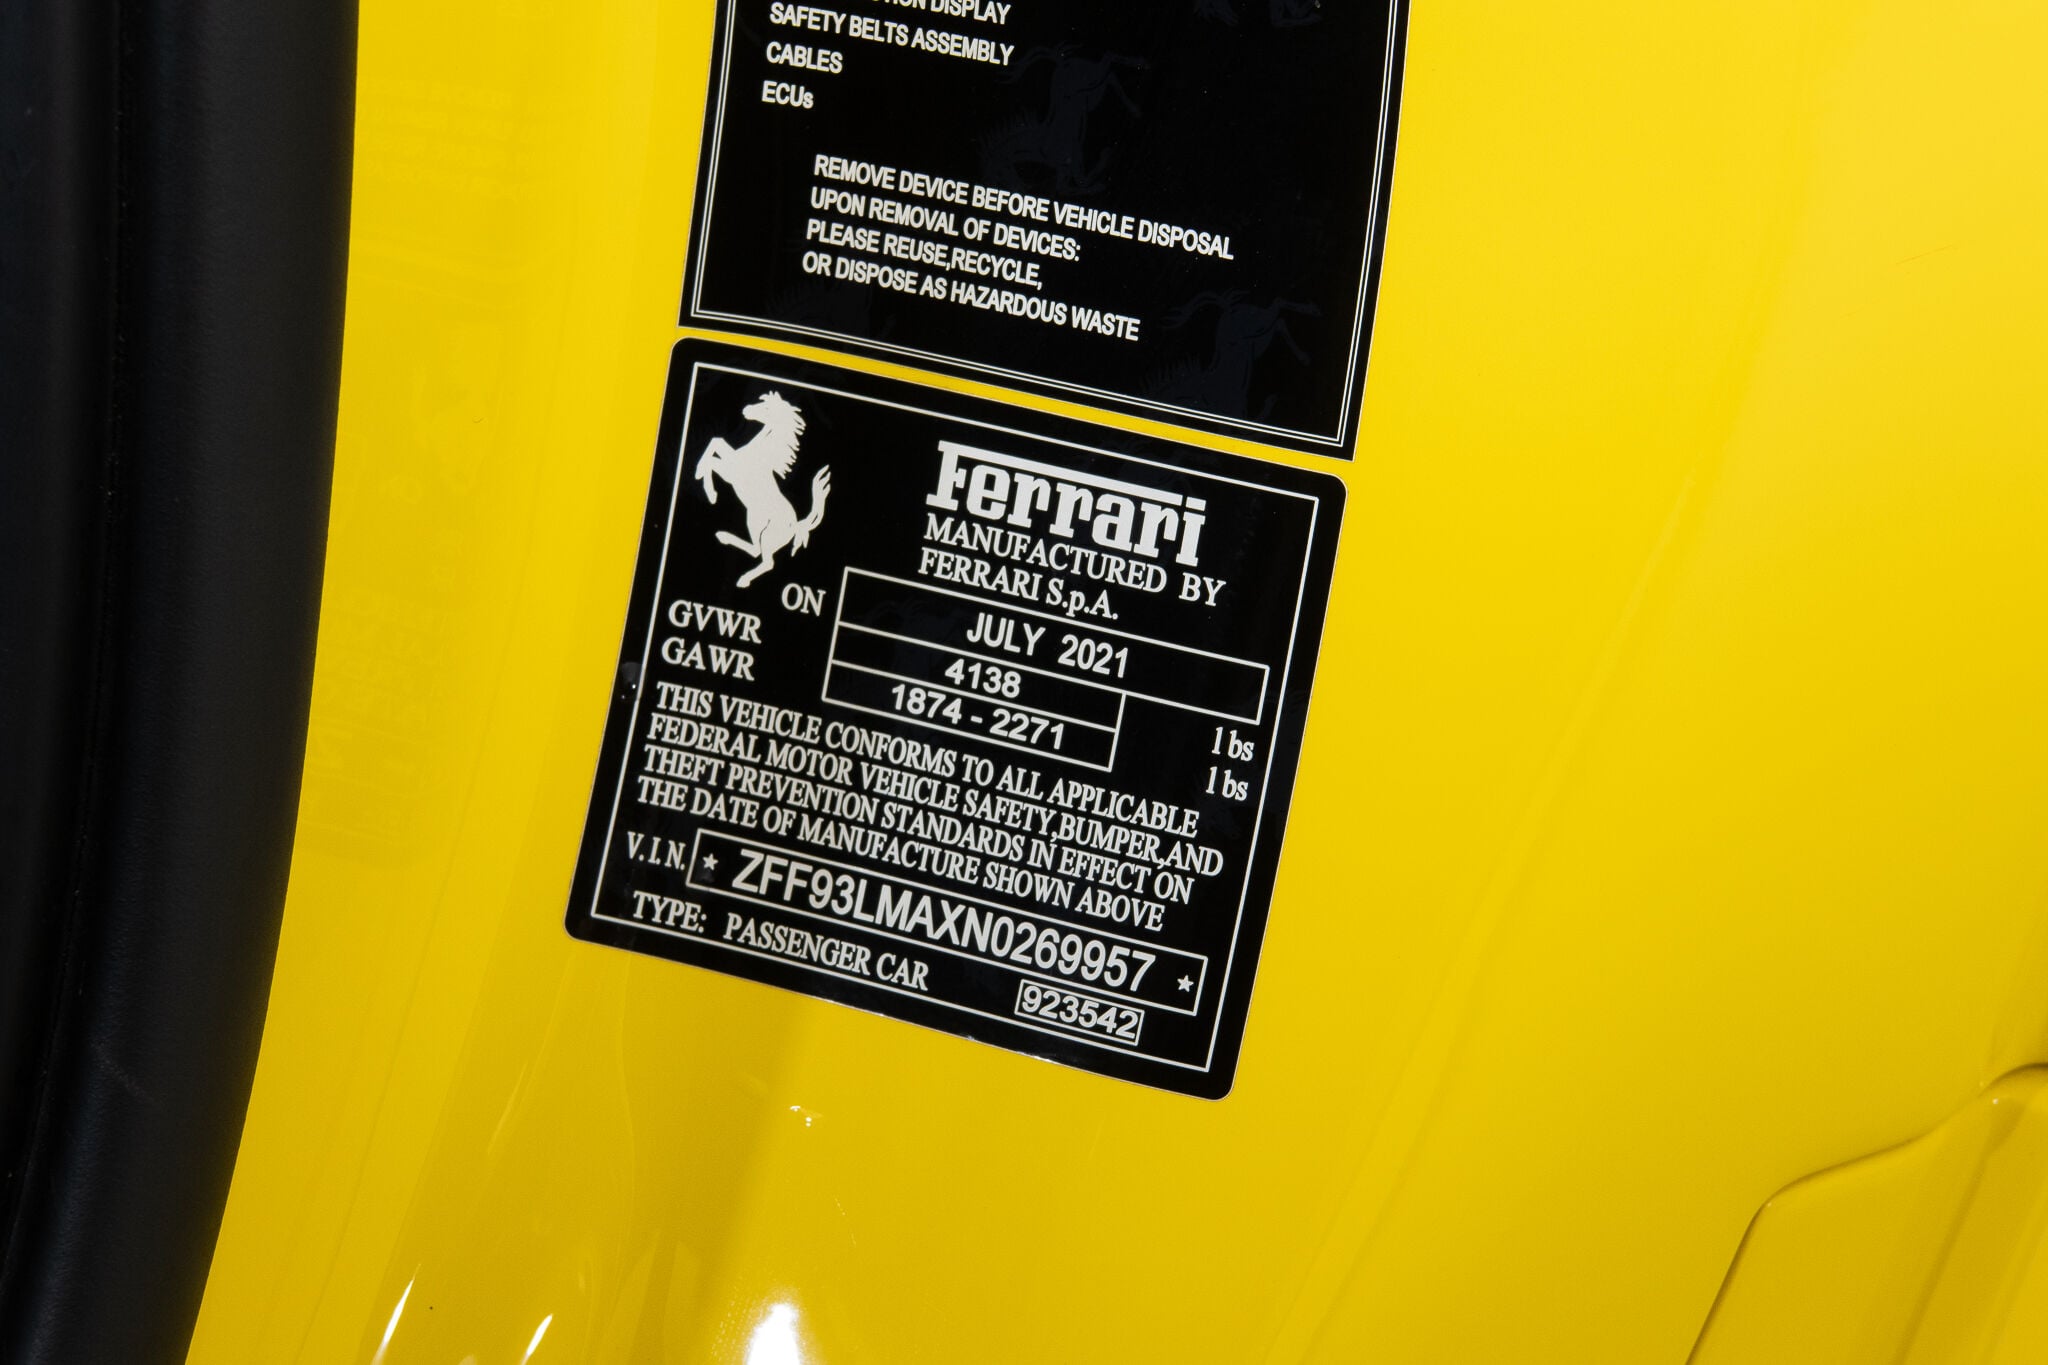 DISPLAY
SAFETY BELTS ASSEMBLY
CABLES
ECUs
REMOVE DEVICE BEFORE VEHICLE DISPOSAL
UPON REMOVAL OF DEVICES:
PLEASE REUSE,RECYCLE,
OR DISPOSE AS HAZARDOUS WASTE
Ferrari
MANUFACTURED BY
FERRARI S.p.A.
ON JULY 2021
GVWR 4138 lbs
GAWR 1874 - 2271 lbs
THIS VEHICLE CONFORMS TO ALL APPLICABLE
FEDERAL MOTOR VEHICLE SAFETY,BUMPER,AND
THEFT PREVENTION STANDARDS IN EFFECT ON
THE DATE OF MANUFACTURE SHOWN ABOVE
V.I.N. * ZFF93LMAXN0269957 *
TYPE: PASSENGER CAR
923542